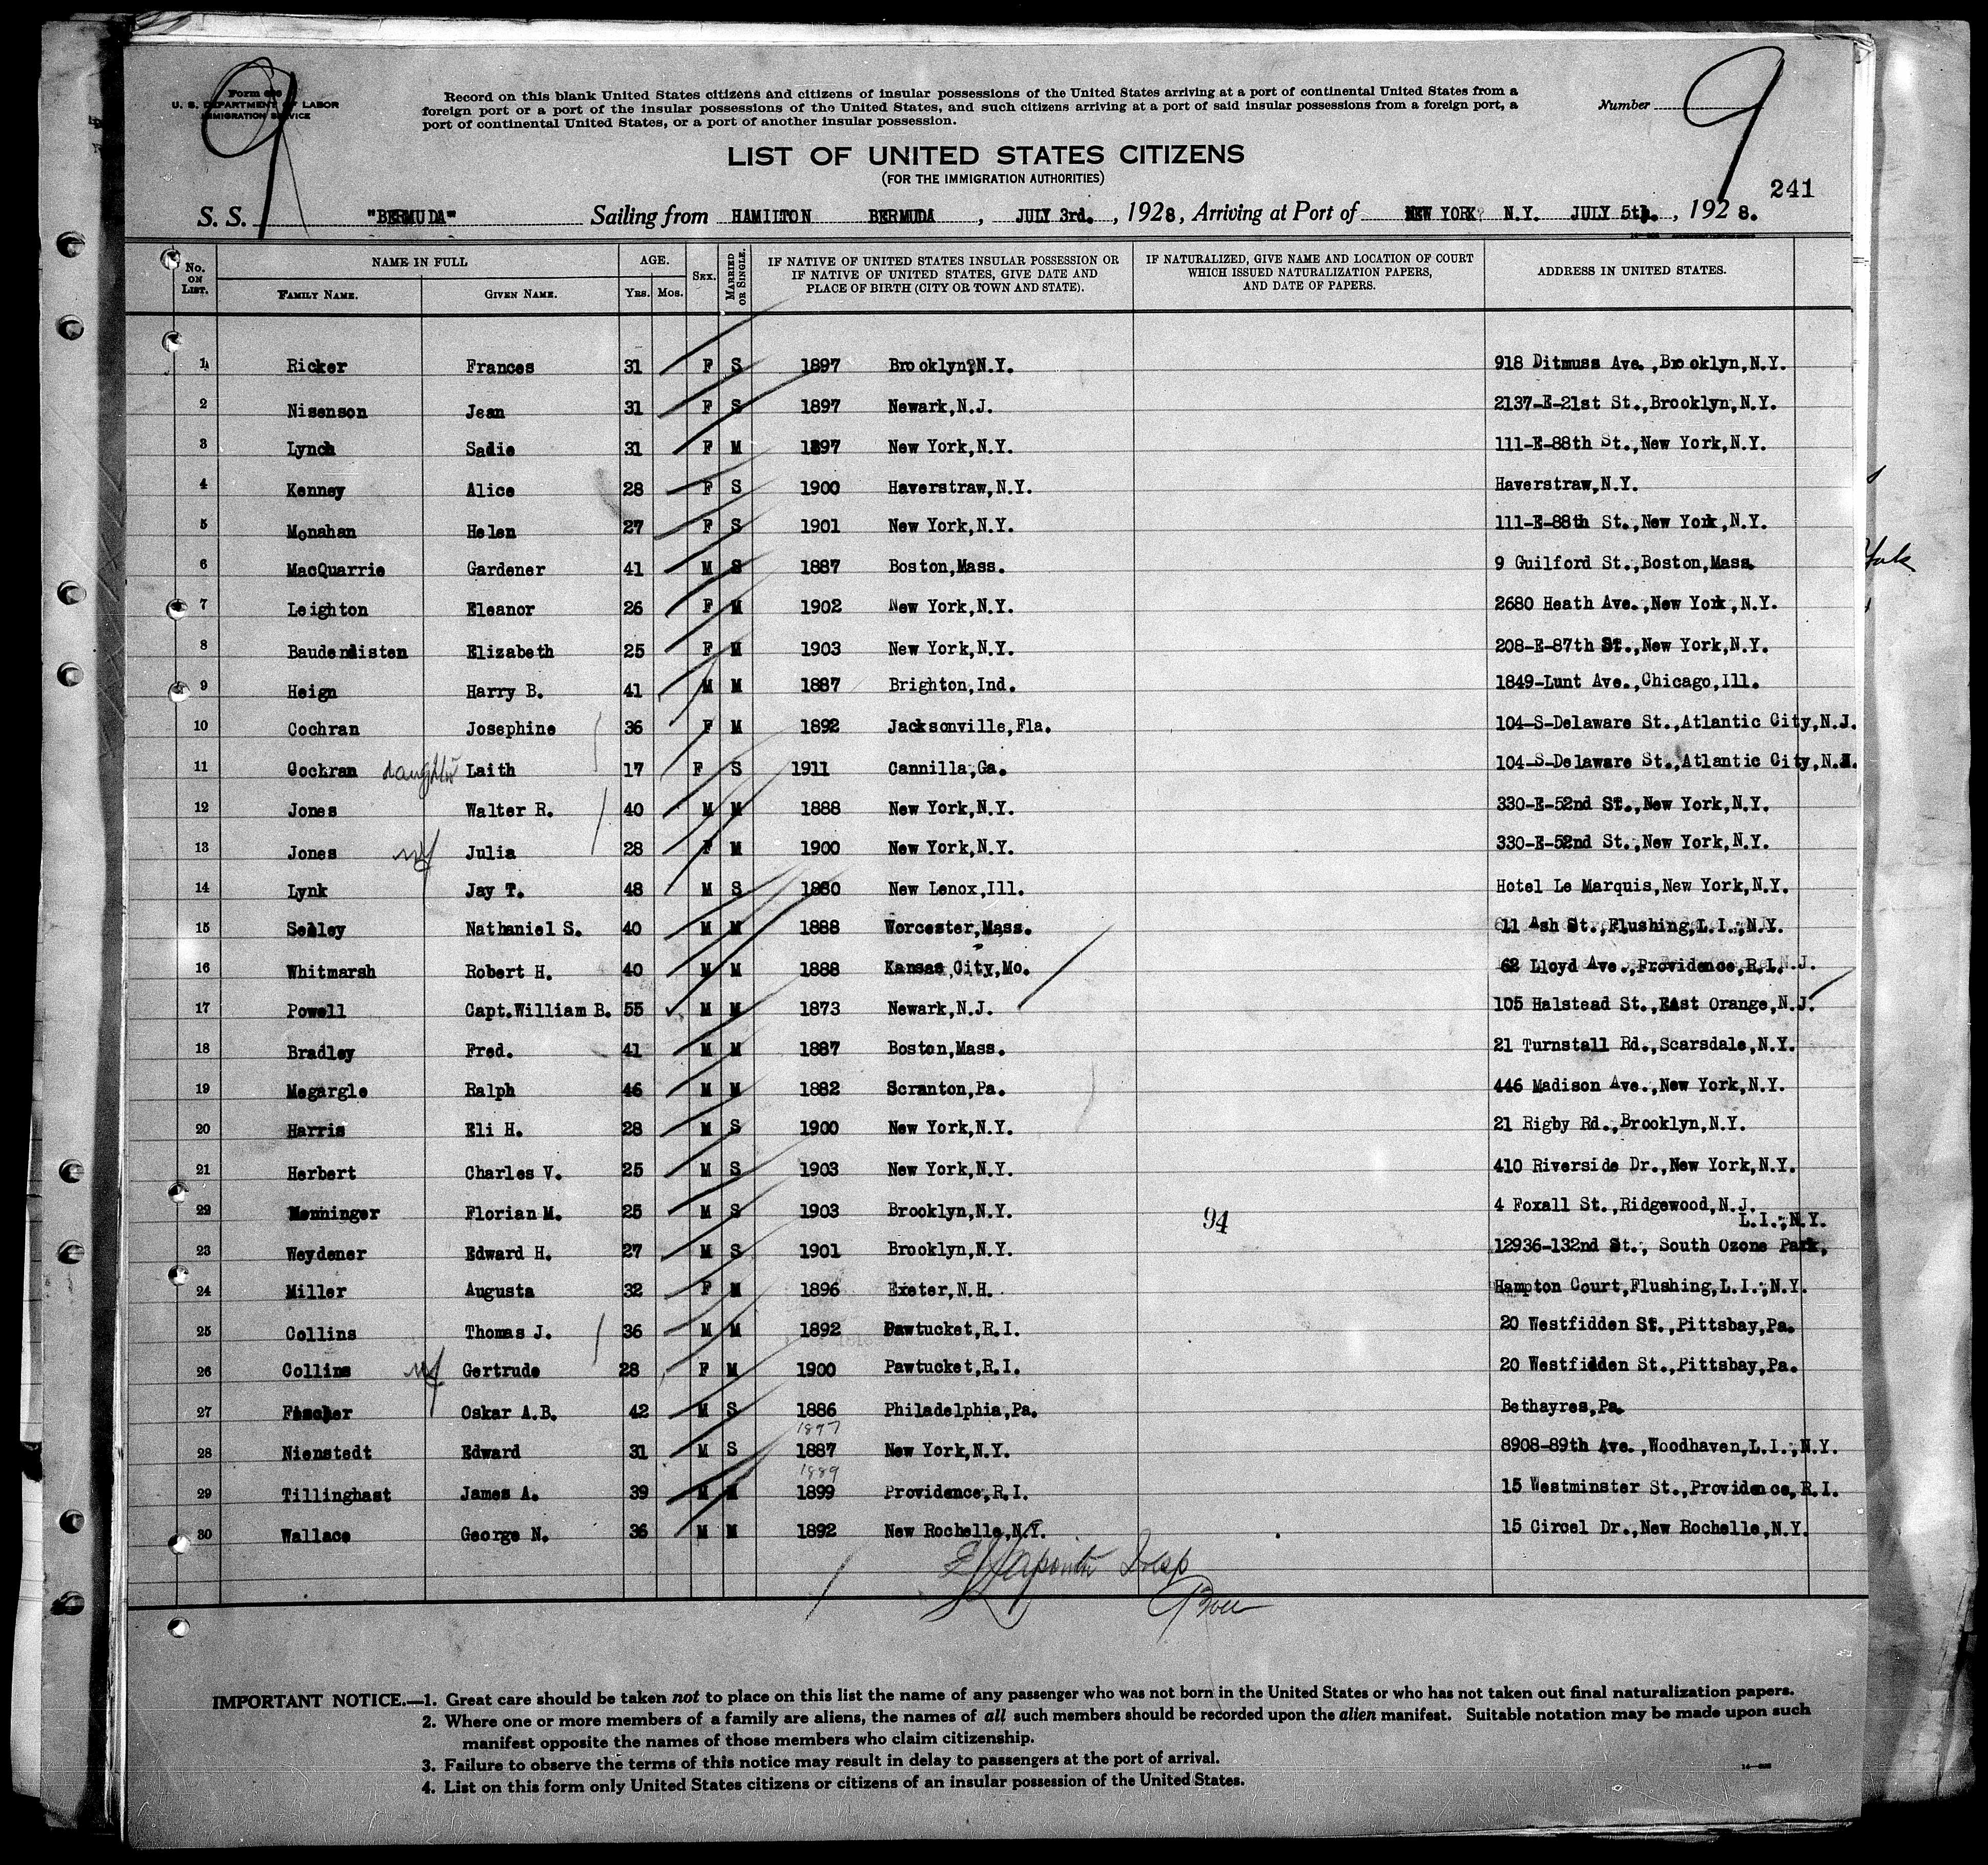 9
9
Form 630
U. S. DEPARTMENT OF LABOR
IMMIGRATION SERVICE
Record on this blank United States citizens and citizens of insular possessions of the United States arriving at a port of continental United States from a
foreign port or a port of the insular possessions of the United States, and such citizens arriving at a port of said insular possessions from a foreign port, a
port of continental United States, or a port of another insular possession.
Number
LIST OF UNITED STATES CITIZENS
(FOR THE IMMIGRATION AUTHORITIES)
241
S. S. "BERMUDA" Sailing from HAMILTON BERMUDA , JULY 3rd. , 1928, Arriving at Port of NEW YORK N.Y. JULY 5th. , 1928.
No. ON LIST. NAME IN FULL FAMILY NAME. GIVEN NAME. AGE. YRS. MOS. SEX. MARRIED OR SINGLE. IF NATIVE OF UNITED STATES INSULAR POSSESSION OR IF NATIVE OF UNITED STATES, GIVE DATE AND PLACE OF BIRTH (CITY OR TOWN AND STATE). IF NATURALIZED, GIVE NAME AND LOCATION OF COURT WHICH ISSUED NATURALIZATION PAPERS, AND DATE OF PAPERS. ADDRESS IN UNITED STATES.
1 Ricker Frances 31 F S 1897 Brooklyn,N.Y. 918 Ditmuss Ave.,Brooklyn,N.Y.
2 Nisenson Jean 31 F S 1897 Newark,N.J. 2137-E-21st St.,Brooklyn,N.Y.
3 Lynch Sadie 31 F M 1897 New York,N.Y. 111-E-88th St.,New York,N.Y.
4 Kenney Alice 28 F S 1900 Haverstraw,N.Y. Haverstraw,N.Y.
5 Monahan Helen 27 F S 1901 New York,N.Y. 111-E-88th St.,New York,N.Y.
6 MacQuarrie Gardener 41 M S 1887 Boston,Mass. 9 Guilford St.,Boston,Mass.
7 Leighton Eleanor 26 F M 1902 New York,N.Y. 2680 Heath Ave.,New York,N.Y.
8 Baudendisten Elizabeth 25 F M 1903 New York,N.Y. 208-E-87th St.,New York,N.Y.
9 Heign Harry B. 41 M M 1887 Brighton,Ind. 1849-Lunt Ave.,Chicago,Ill.
10 Cochran Josephine 36 F M 1892 Jacksonville,Fla. 104-S-Delaware St.,Atlantic City,N.J.
11 Cochran daughter Laith 17 F S 1911 Cannilla,Ga. 104-S-Delaware St.,Atlantic City,N.J.
12 Jones Walter R. 40 M M 1888 New York,N.Y. 330-E-52nd St.,New York,N.Y.
13 Jones wf Julia 28 F M 1900 New York,N.Y. 330-E-52nd St.,New York,N.Y.
14 Lynk Jay T. 48 M S 1880 New Lenox,Ill. Hotel Le Marquis,New York,N.Y.
15 Selley Nathaniel S. 40 M M 1888 Worcester,Mass. 11 Ash St.,Flushing,L.I.,N.Y.
16 Whitmarsh Robert H. 40 M M 1888 Kansas City,Mo. 62 Lloyd Ave.,Providence,R.I.
17 Powell Capt.William B. 55 M M 1873 Newark,N.J. 105 Halstead St.,East Orange,N.J.
18 Bradley Fred. 41 M M 1887 Boston,Mass. 21 Turnstall Rd.,Scarsdale,N.Y.
19 Megargle Ralph 46 M M 1882 Scranton,Pa. 446 Madison Ave.,New York,N.Y.
20 Harris Eli H. 28 M S 1900 New York,N.Y. 21 Rigby Rd.,Brooklyn,N.Y.
21 Herbert Charles V. 25 M S 1903 New York,N.Y. 410 Riverside Dr.,New York,N.Y.
22 Menninger Florian M. 25 M S 1903 Brooklyn,N.Y. 94 4 Foxall St.,Ridgewood,N.J.
L.I.,N.Y.
23 Weydener Edward H. 27 M S 1901 Brooklyn,N.Y. 12936-132nd St., South Ozone Park,
24 Miller Augusta 32 F M 1896 Exeter,N.H. Hampton Court,Flushing,L.I.,N.Y.
25 Collins Thomas J. 36 M M 1892 Pawtucket,R.I. 20 Westfidden St.,Pittsbay,Pa.
26 Collins wf Gertrude 28 F M 1900 Pawtucket,R.I. 20 Westfidden St.,Pittsbay,Pa.
27 Fischer Oskar A.B. 42 M S 1886 Philadelphia,Pa. Bethayres,Pa.
1897
28 Nienstedt Edward 31 M S 1887 New York,N.Y. 8908-89th Ave.,Woodhaven,L.I.,N.Y.
1889
29 Tillinghast James A. 39 M M 1899 Providence,R.I. 15 Westminster St.,Providence,R.I.
30 Wallace George N. 36 M M 1892 New Rochelle,N.Y. 15 Circel Dr.,New Rochelle,N.Y.
Insp
IMPORTANT NOTICE.—1. Great care should be taken not to place on this list the name of any passenger who was not born in the United States or who has not taken out final naturalization papers.
2. Where one or more members of a family are aliens, the names of all such members should be recorded upon the alien manifest. Suitable notation may be made upon such
manifest opposite the names of those members who claim citizenship.
3. Failure to observe the terms of this notice may result in delay to passengers at the port of arrival.
4. List on this form only United States citizens or citizens of an insular possession of the United States.